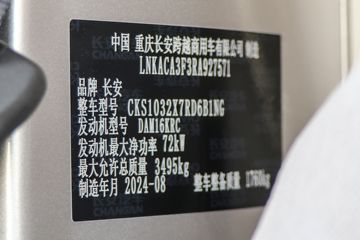 中国 重庆长安跨越商用车有限公司 制造
LNKACA3F3RA927571
品牌 长安
整车型号 CKS1032X7RD6B1NG
发动机型号 DAM16KRC
发动机最大净功率 72kW
最大允许总质量 3495kg
制造年月 2024-08 整车整备质量 1760kg